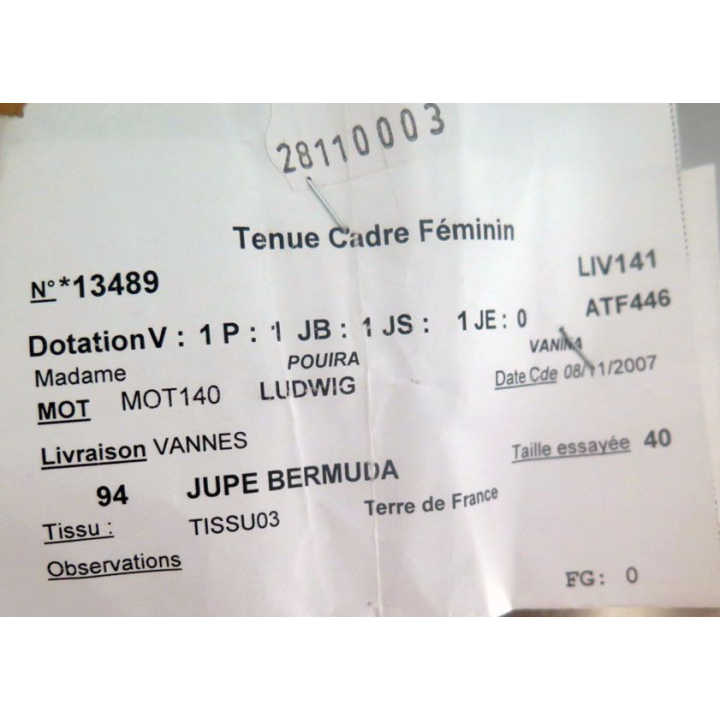 28110003
Tenue Cadre Féminin
N°*13489 LIV141
Dotation V : 1 P : 1 JB : 1 JS : 1 JE : 0 ATF446
Madame POUIRA VANINA
MOT MOT140 LUDWIG Date Cde 08/11/2007
Livraison VANNES Taille essayée 40
94 JUPE BERMUDA
Tissu : TISSU03 Terre de France
Observations
FG: 0